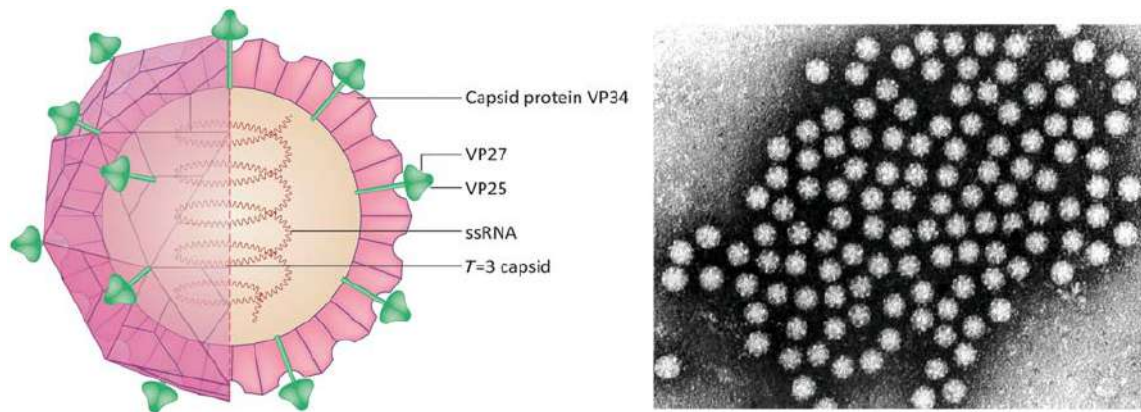 Capsid protein VP34
VP27
VP25
ssRNA
T=3 capsid